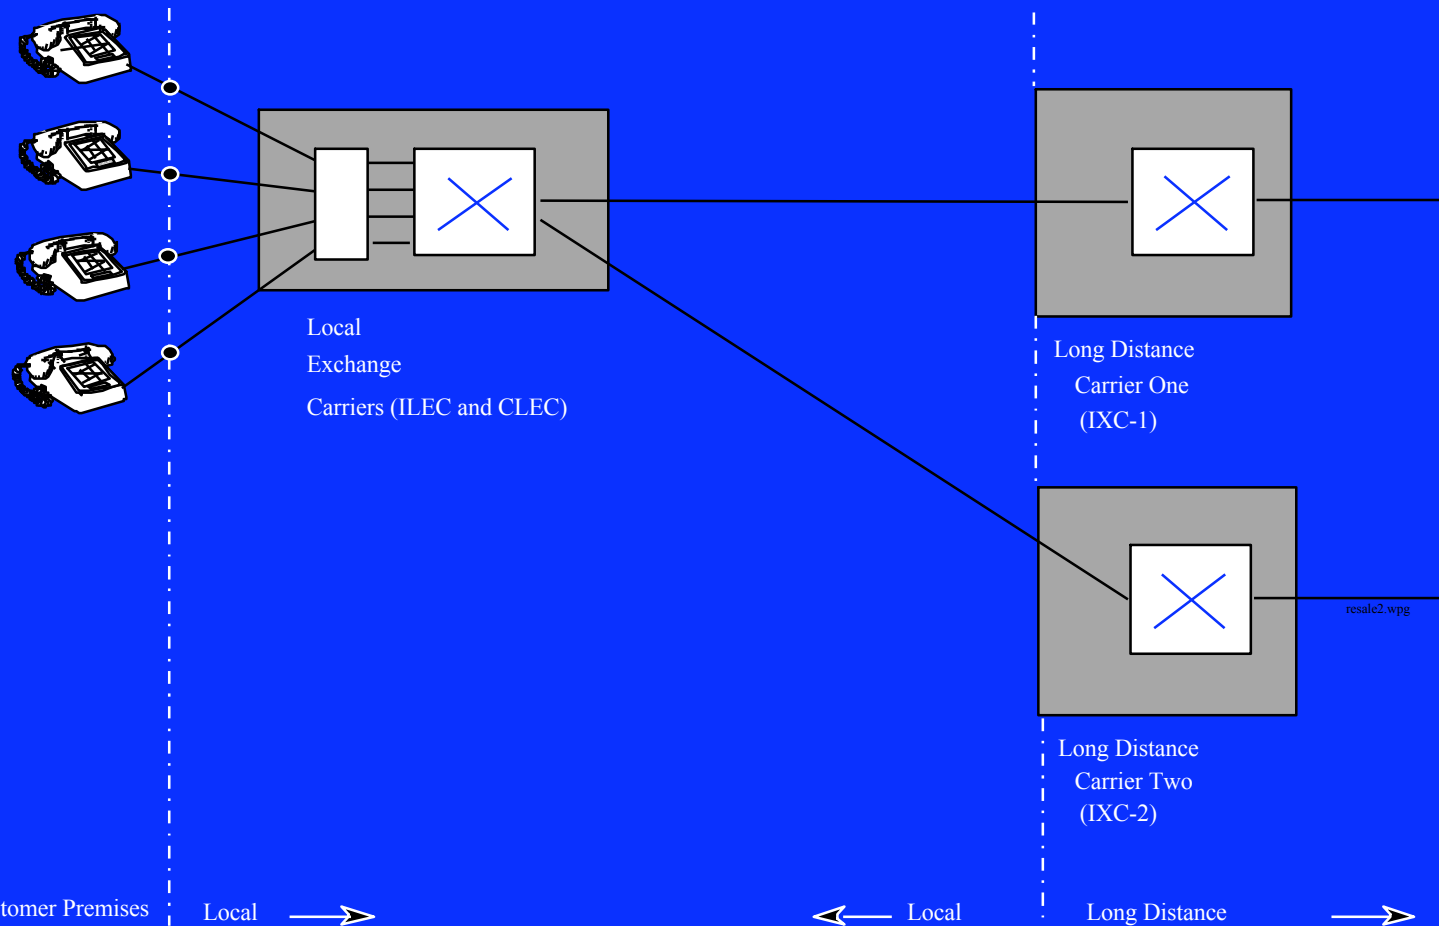 Local
Exchange
Carriers (ILEC and CLEC)
Long Distance
Carrier One
(IXC-1)
resale2.wpg
Long Distance
Carrier Two
(IXC-2)
tomer Premises
Local
Local
Long Distance